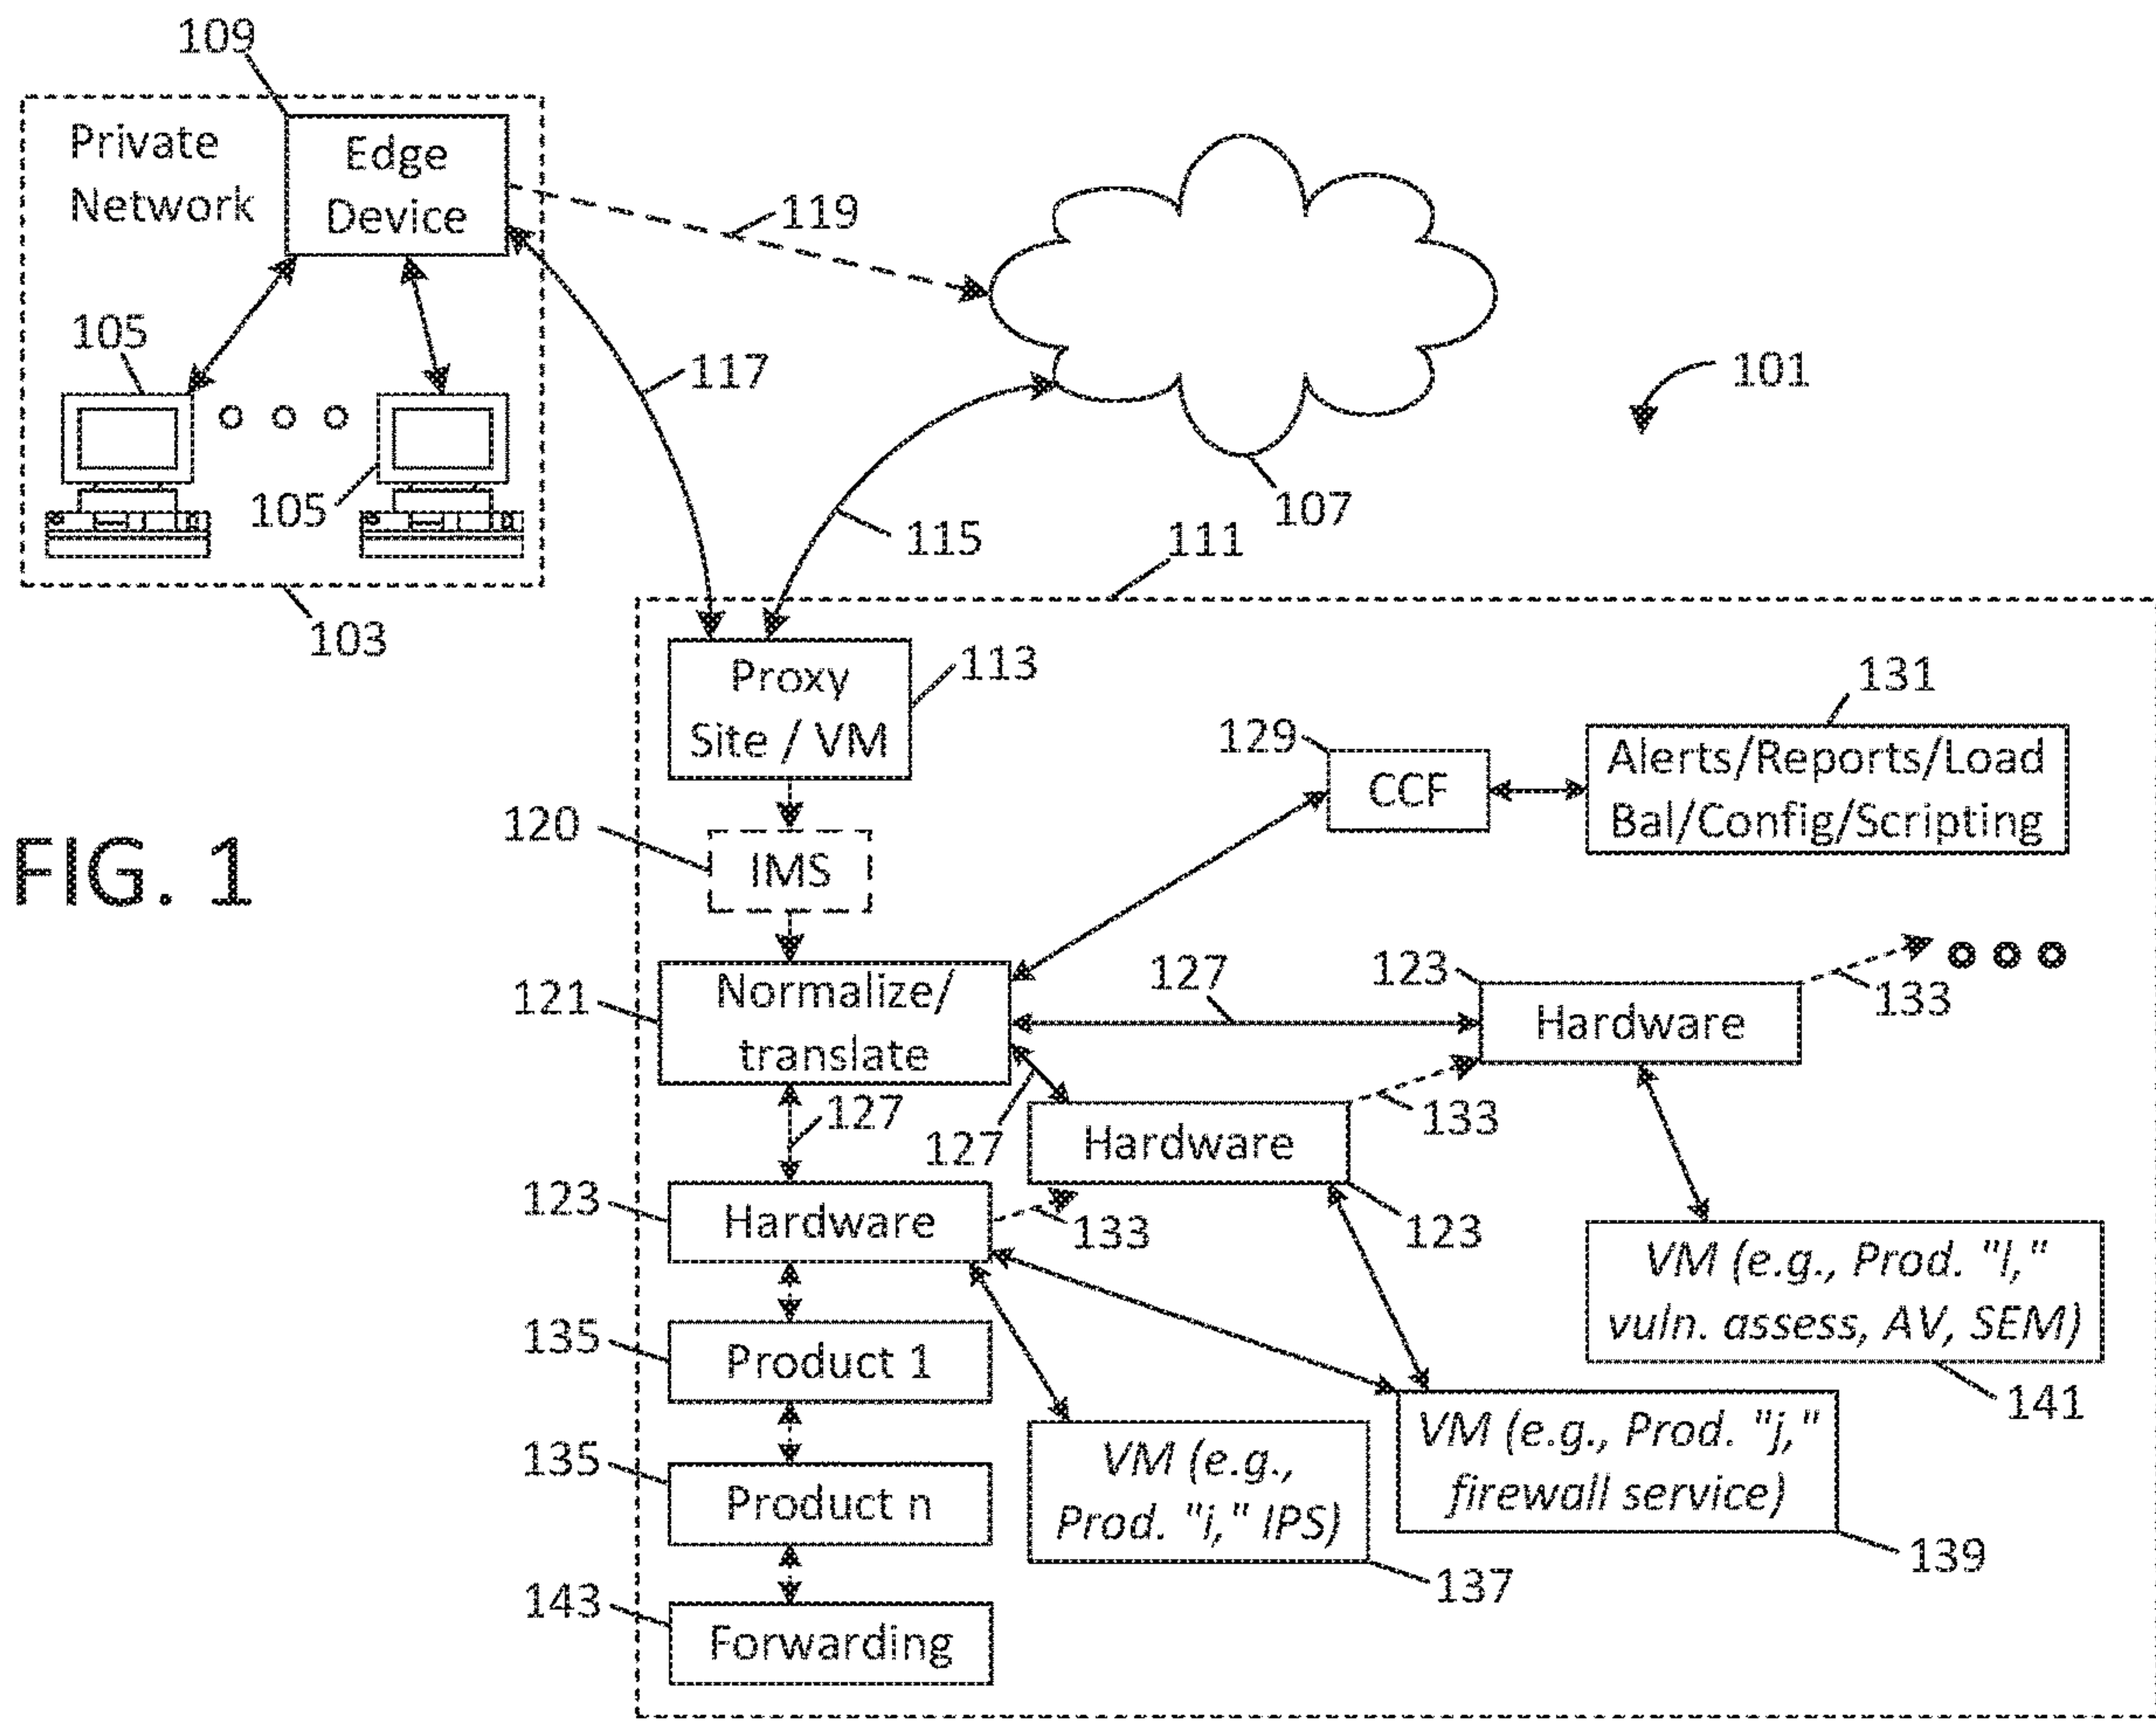 109
Private
Network
Edge
Device
119
105
117
101
105
107
115
111
103
Proxy
Site / VM
113
131
129
CCF
Alerts/Reports/Load
Bal/Config/Scripting
120
IMS
FIG. 1
121
Normalize/
translate
127
123
Hardware
133
127
127
Hardware
133
123
123
Hardware
133
VM (e.g., Prod. "l,"
vuln. assess, AV, SEM)
141
135
Product 1
VM (e.g., Prod. "j,"
firewall service)
139
135
Product n
VM (e.g.,
Prod. "i," IPS)
137
143
Forwarding